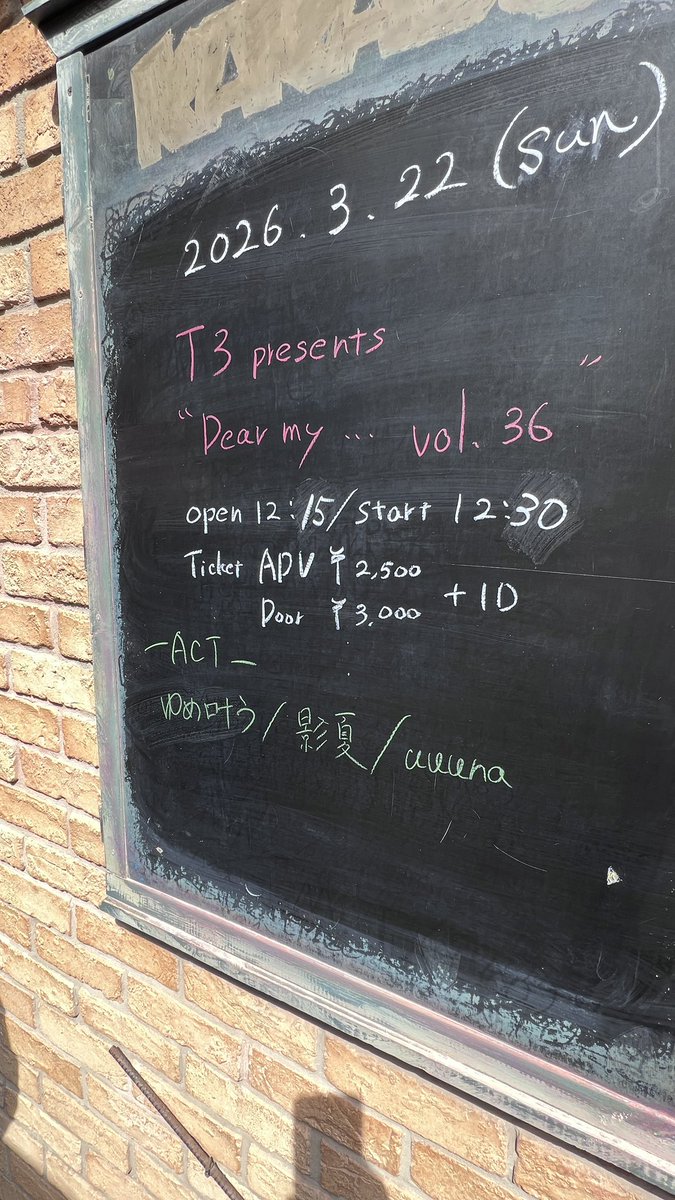 2026.3.22 (sun)
T3 presents
"Dear my … vol.36"
open 12:15/start 12:30
Ticket ADV ¥2,500
Door ¥3,000 +1D
-ACT-
ゆめ叶う/影夏/uuuna